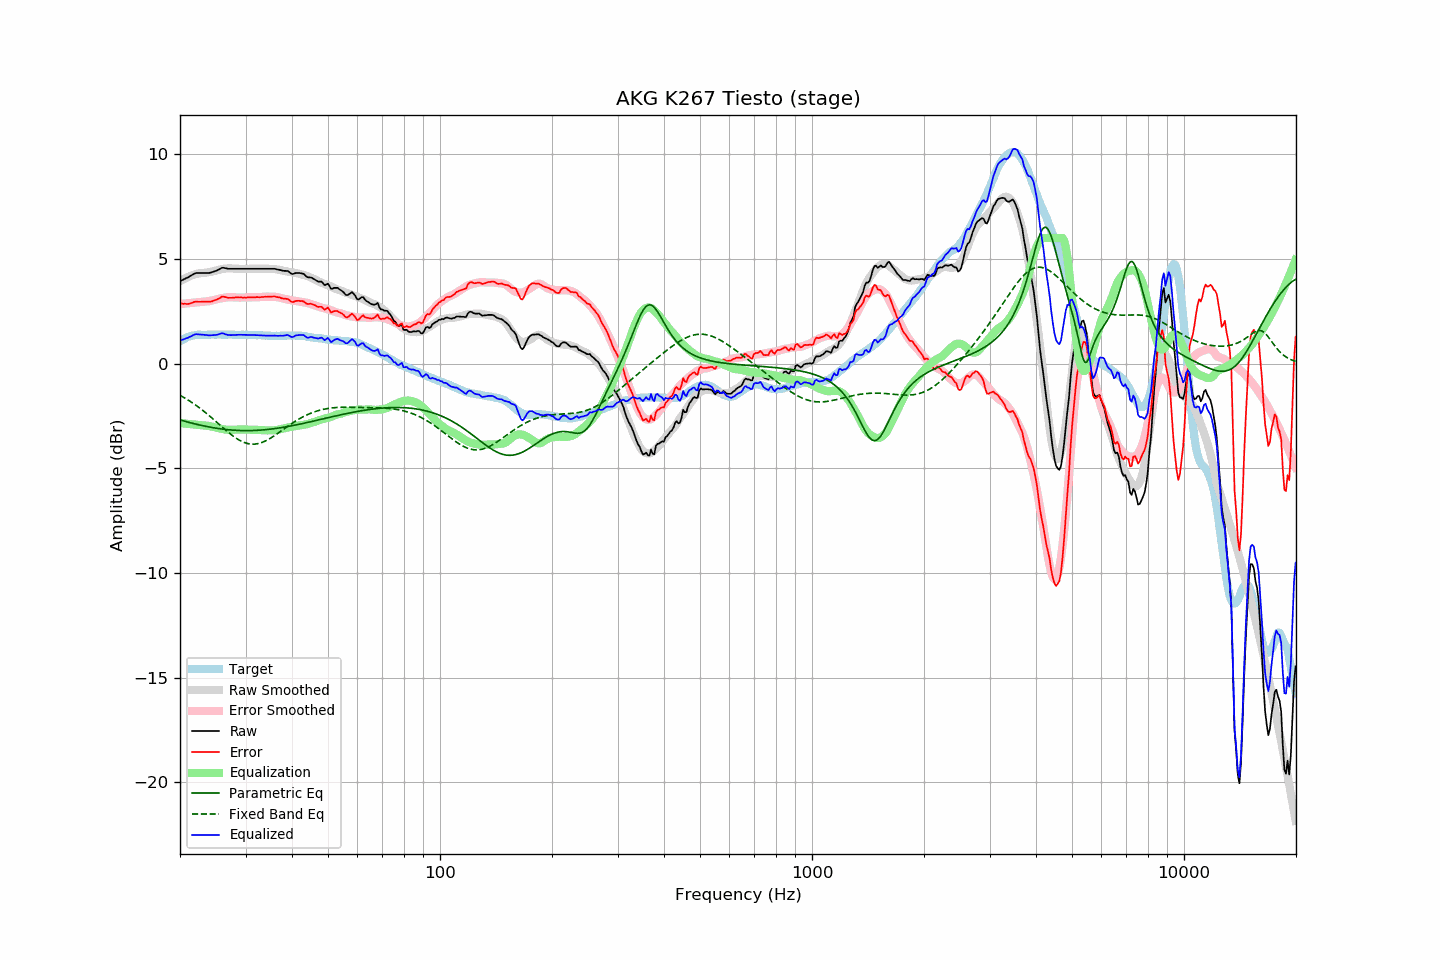 AKG K267 Tiesto (stage)
10
5
0
−5
−10
−15
−20
Amplitude (dBr)
Target
Raw Smoothed
Error Smoothed
Raw
Error
Equalization
Parametric Eq
Fixed Band Eq
Equalized
100
1000
10000
Frequency (Hz)